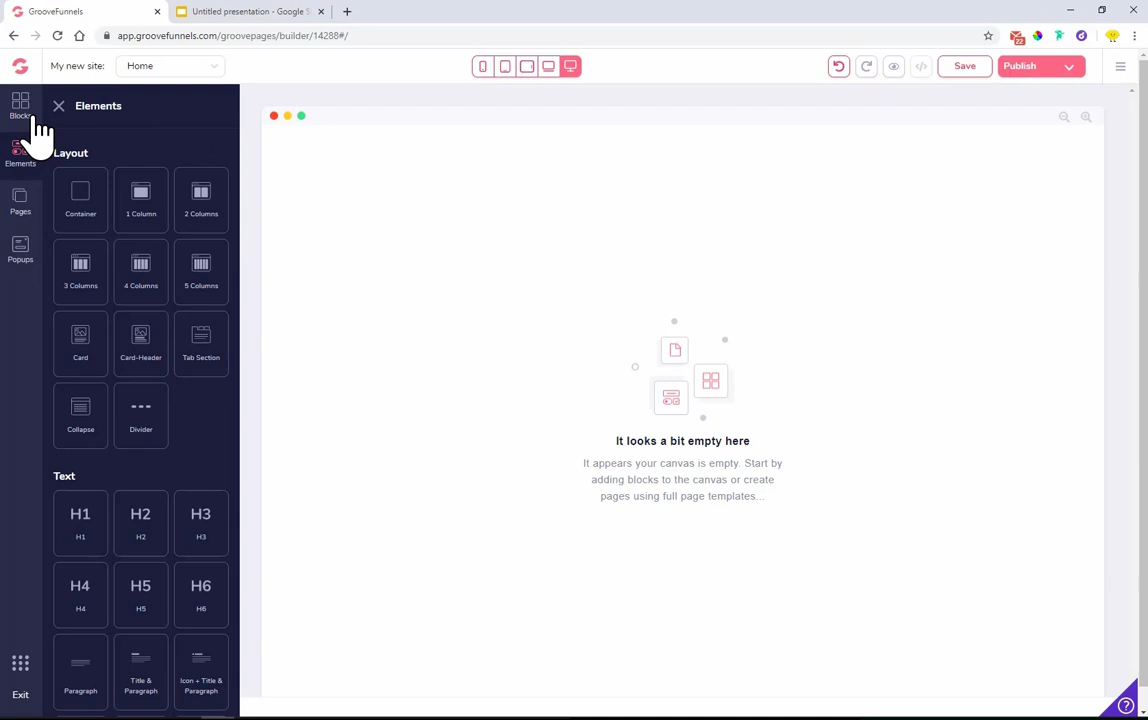 GrooveFunnels
Untitled presentation - Google S
app.groovefunnels.com/groovepages/builder/14288#/
22
My new site:
Home
Save
Publish
Blocks
Elements
Elements
Pages
Popups
Exit
Layout
Container
1 Column
2 Columns
3 Columns
4 Columns
5 Columns
Card
Card-Header
Tab Section
Collapse
Divider
Text
H1
H2
H3
H1
H2
H3
H4
H5
H6
H4
H5
H6
Paragraph
Title &
Paragraph
Icon + Title &
Paragraph
It looks a bit empty here
It appears your canvas is empty. Start by
adding blocks to the canvas or create
pages using full page templates...